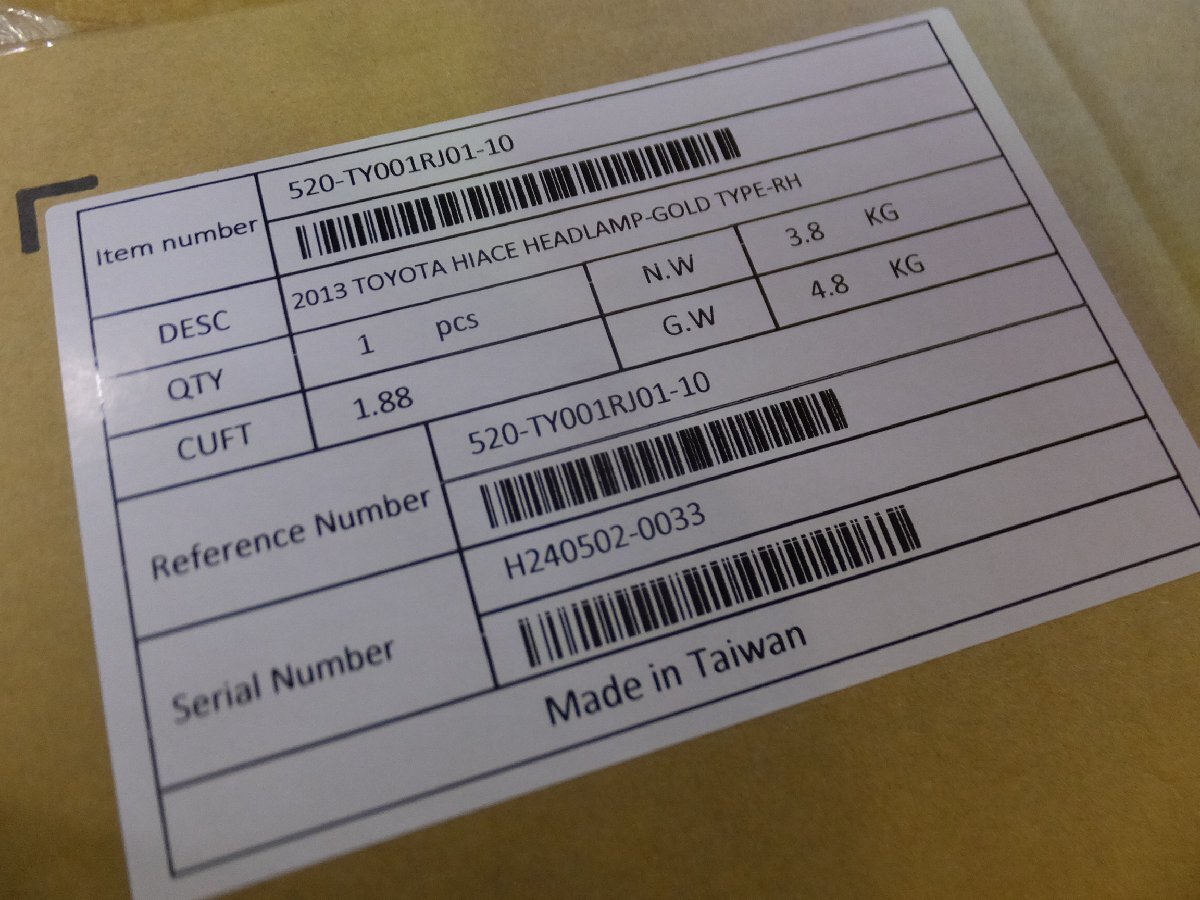 Item number 520-TY001RJ01-10
DESC 2013 TOYOTA HIACE HEADLAMP-GOLD TYPE-RH
QTY 1 pcs N.W 3.8 KG
CUFT 1.88 G.W 4.8 KG
Reference Number 520-TY001RJ01-10
Serial Number H240502-0033
Made in Taiwan